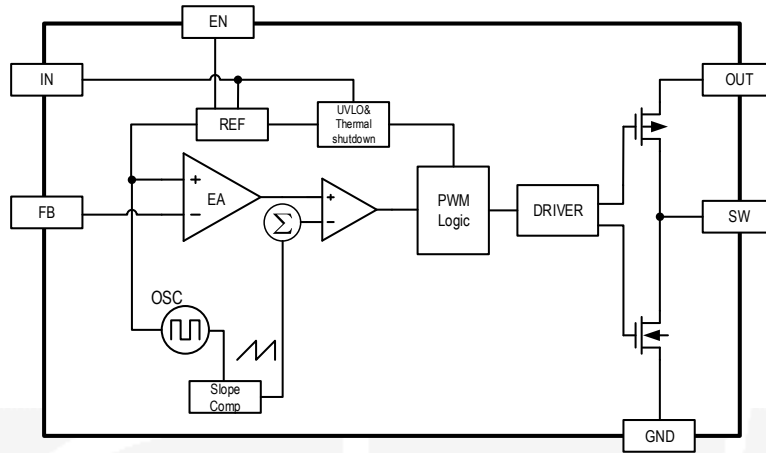 EN
IN
OUT
REF
UVLO&
Thermal
shutdown
+
EA
−
+
Σ
−
PWM
Logic
DRIVER
FB
SW
OSC
Slope
Comp
GND